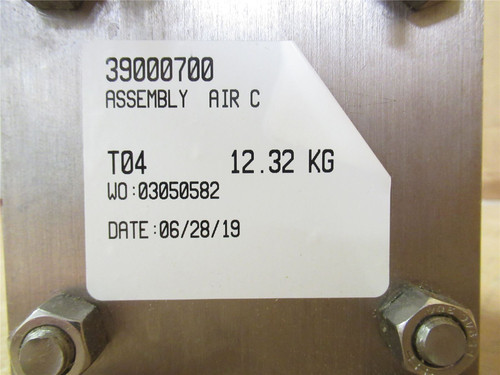 39000700
ASSEMBLY AIR C
T04 12.32 KG
WO:03050582
DATE:06/28/19